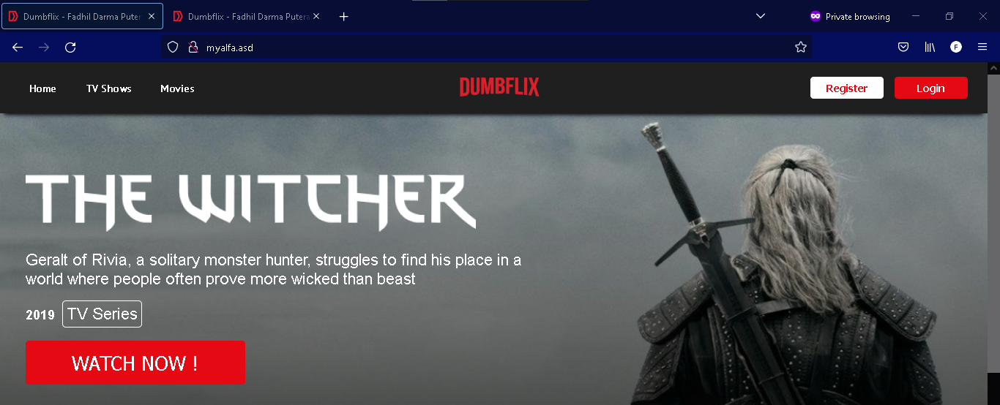 Dumbflix - Fadhil Darma Puter
Dumbflix - Fadhil Darma Putera
Private browsing
myalfa.asd
F
Home
TV Shows
Movies
DUMBFLIX
Register
Login
THE WITCHER
Geralt of Rivia, a solitary monster hunter, struggles to find his place in a
world where people often prove more wicked than beast
2019
TV Series
WATCH NOW !